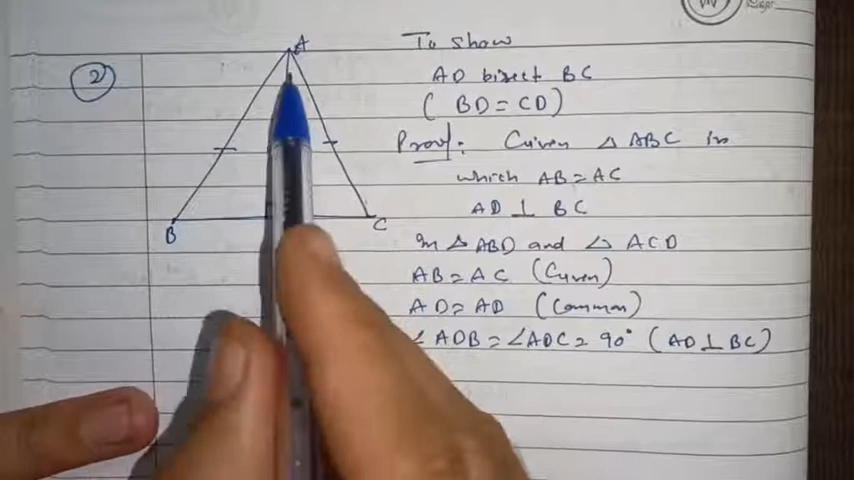 2
A
B
C
To show
AD bisect BC
( BD = CD )
Proof : Given △ ABC in
which AB = AC
AD ⊥ BC
In △ ABD and △ ACD
AB = AC (Given)
AD = AD (Common)
∠ ADB = ∠ADC = 90° ( AD ⊥ BC )